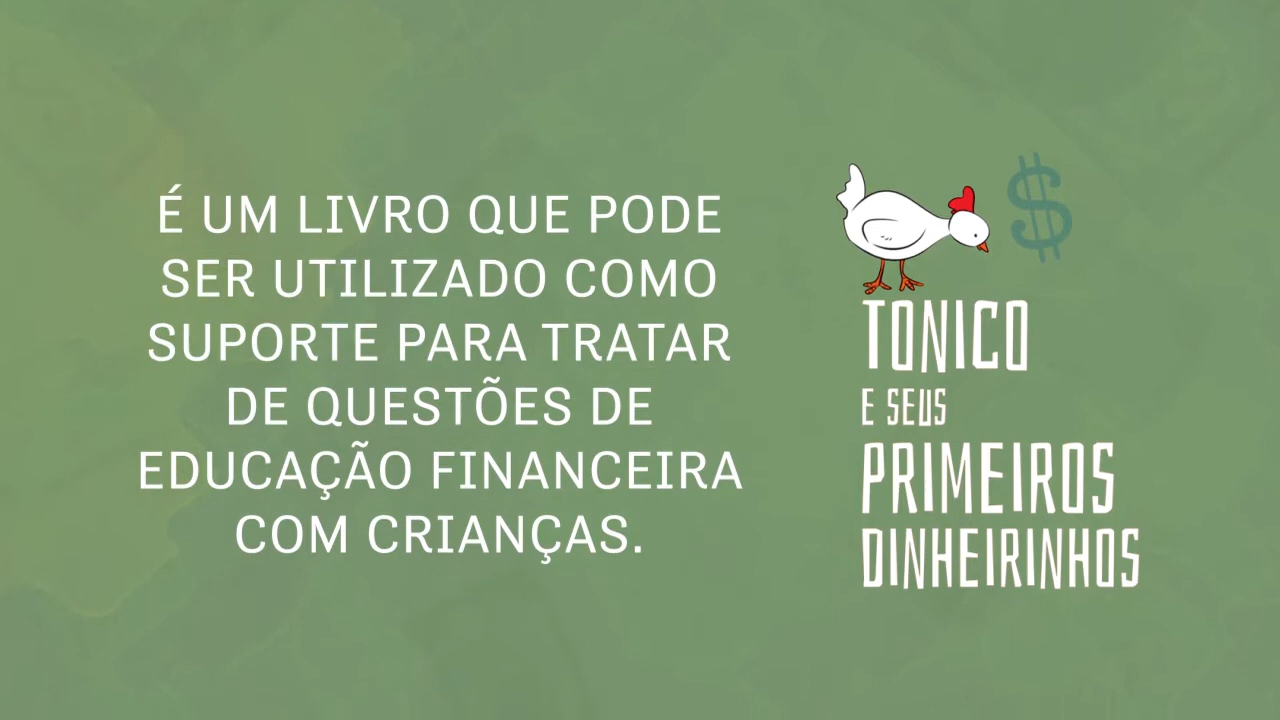 É UM LIVRO QUE PODE
SER UTILIZADO COMO
SUPORTE PARA TRATAR
DE QUESTÕES DE
EDUCAÇÃO FINANCEIRA
COM CRIANÇAS.
$
TONICO
E SEUS
PRIMEIROS
DINHEIRINHOS